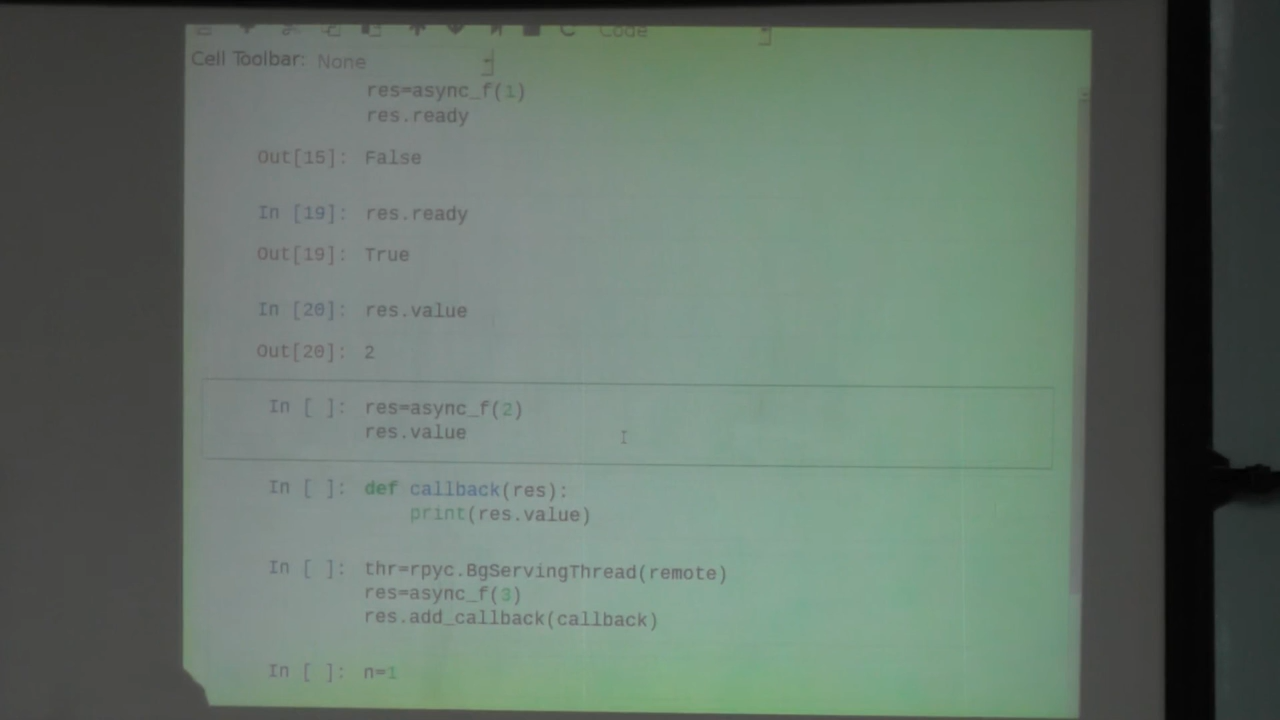 Code
Cell Toolbar: None
res=async_f(1)
res.ready
Out[15]: False
In [19]: res.ready
Out[19]: True
In [20]: res.value
Out[20]: 2
In [ ]: res=async_f(2)
res.value
In [ ]: def callback(res):
print(res.value)
In [ ]: thr=rpyc.BgServingThread(remote)
res=async_f(3)
res.add_callback(callback)
In [ ]: n=1